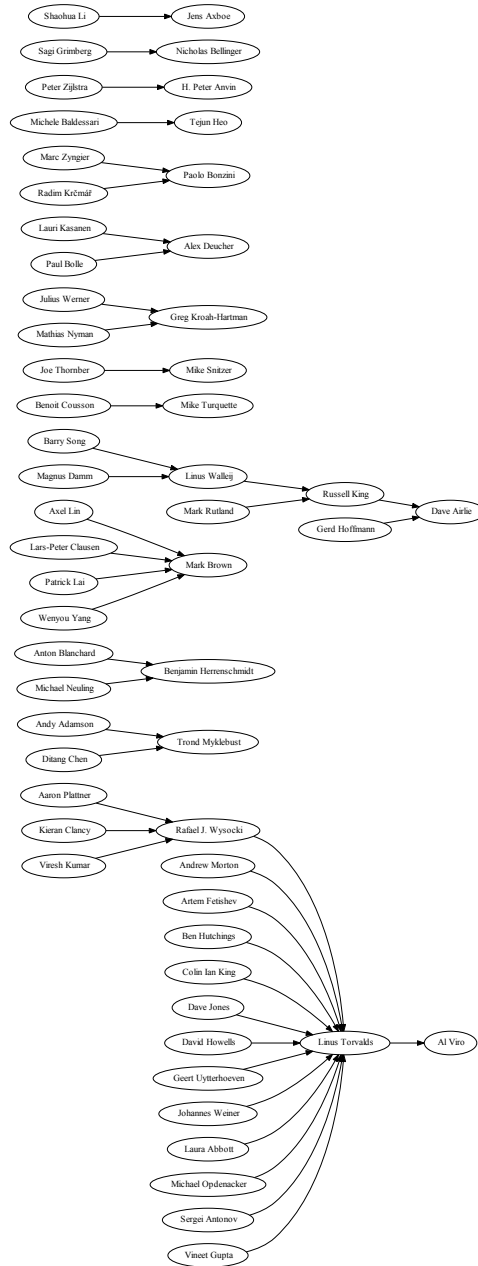 Shaohua Li
Jens Axboe
Sagi Grimberg
Nicholas Bellinger
Peter Zijlstra
H. Peter Anvin
Michele Baldessari
Tejun Heo
Marc Zyngier
Paolo Bonzini
Radim Krčmář
Lauri Kasanen
Alex Deucher
Paul Bolle
Julius Werner
Greg Kroah-Hartman
Mathias Nyman
Joe Thornber
Mike Snitzer
Benoit Cousson
Mike Turquette
Barry Song
Magnus Damm
Linus Walleij
Russell King
Mark Rutland
Dave Airlie
Gerd Hoffmann
Axel Lin
Lars-Peter Clausen
Mark Brown
Patrick Lai
Wenyou Yang
Anton Blanchard
Benjamin Herrenschmidt
Michael Neuling
Andy Adamson
Trond Myklebust
Ditang Chen
Aaron Plattner
Kieran Clancy
Rafael J. Wysocki
Viresh Kumar
Andrew Morton
Artem Fetishev
Ben Hutchings
Colin Ian King
Dave Jones
David Howells
Linus Torvalds
Al Viro
Geert Uytterhoeven
Johannes Weiner
Laura Abbott
Michael Opdenacker
Sergei Antonov
Vineet Gupta